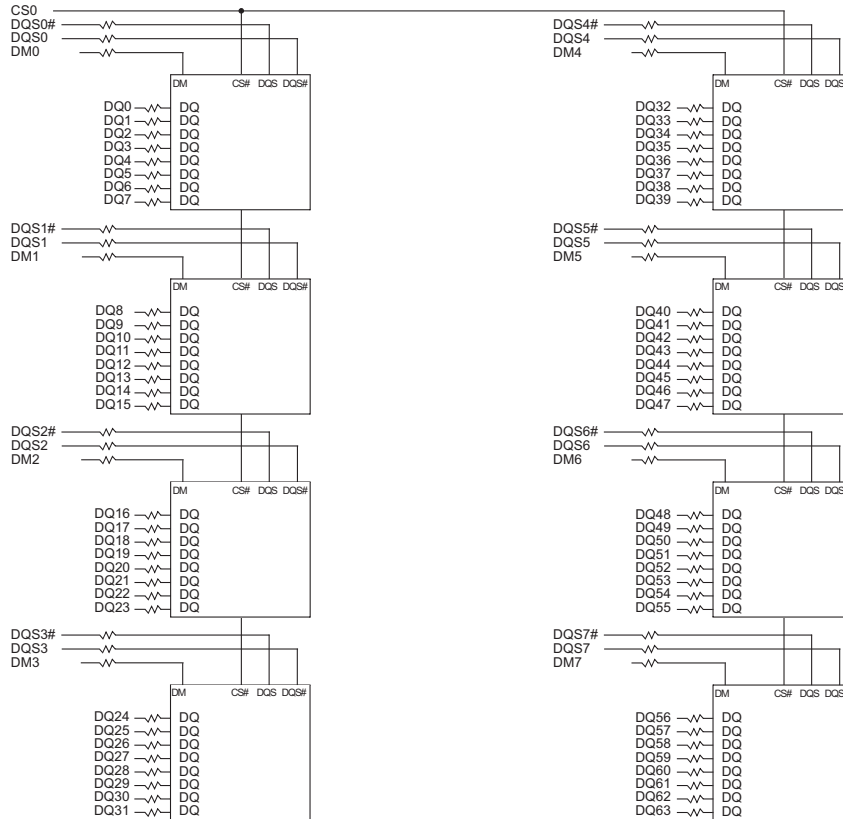 CS0
DQS0#
DQS0
DM0
DM CS# DQS DQS#
DQ0 DQ
DQ1 DQ
DQ2 DQ
DQ3 DQ
DQ4 DQ
DQ5 DQ
DQ6 DQ
DQ7 DQ
DQS1#
DQS1
DM1
DM CS# DQS DQS#
DQ8 DQ
DQ9 DQ
DQ10 DQ
DQ11 DQ
DQ12 DQ
DQ13 DQ
DQ14 DQ
DQ15 DQ
DQS2#
DQS2
DM2
DM CS# DQS DQS#
DQ16 DQ
DQ17 DQ
DQ18 DQ
DQ19 DQ
DQ20 DQ
DQ21 DQ
DQ22 DQ
DQ23 DQ
DQS3#
DQS3
DM3
DM CS# DQS DQS#
DQ24 DQ
DQ25 DQ
DQ26 DQ
DQ27 DQ
DQ28 DQ
DQ29 DQ
DQ30 DQ
DQ31 DQ
DQS4#
DQS4
DM4
DM CS# DQS DQS
DQ32 DQ
DQ33 DQ
DQ34 DQ
DQ35 DQ
DQ36 DQ
DQ37 DQ
DQ38 DQ
DQ39 DQ
DQS5#
DQS5
DM5
DM CS# DQS DQS
DQ40 DQ
DQ41 DQ
DQ42 DQ
DQ43 DQ
DQ44 DQ
DQ45 DQ
DQ46 DQ
DQ47 DQ
DQS6#
DQS6
DM6
DM CS# DQS DQS
DQ48 DQ
DQ49 DQ
DQ50 DQ
DQ51 DQ
DQ52 DQ
DQ53 DQ
DQ54 DQ
DQ55 DQ
DQS7#
DQS7
DM7
DM CS# DQS DQS
DQ56 DQ
DQ57 DQ
DQ58 DQ
DQ59 DQ
DQ60 DQ
DQ61 DQ
DQ62 DQ
DQ63 DQ